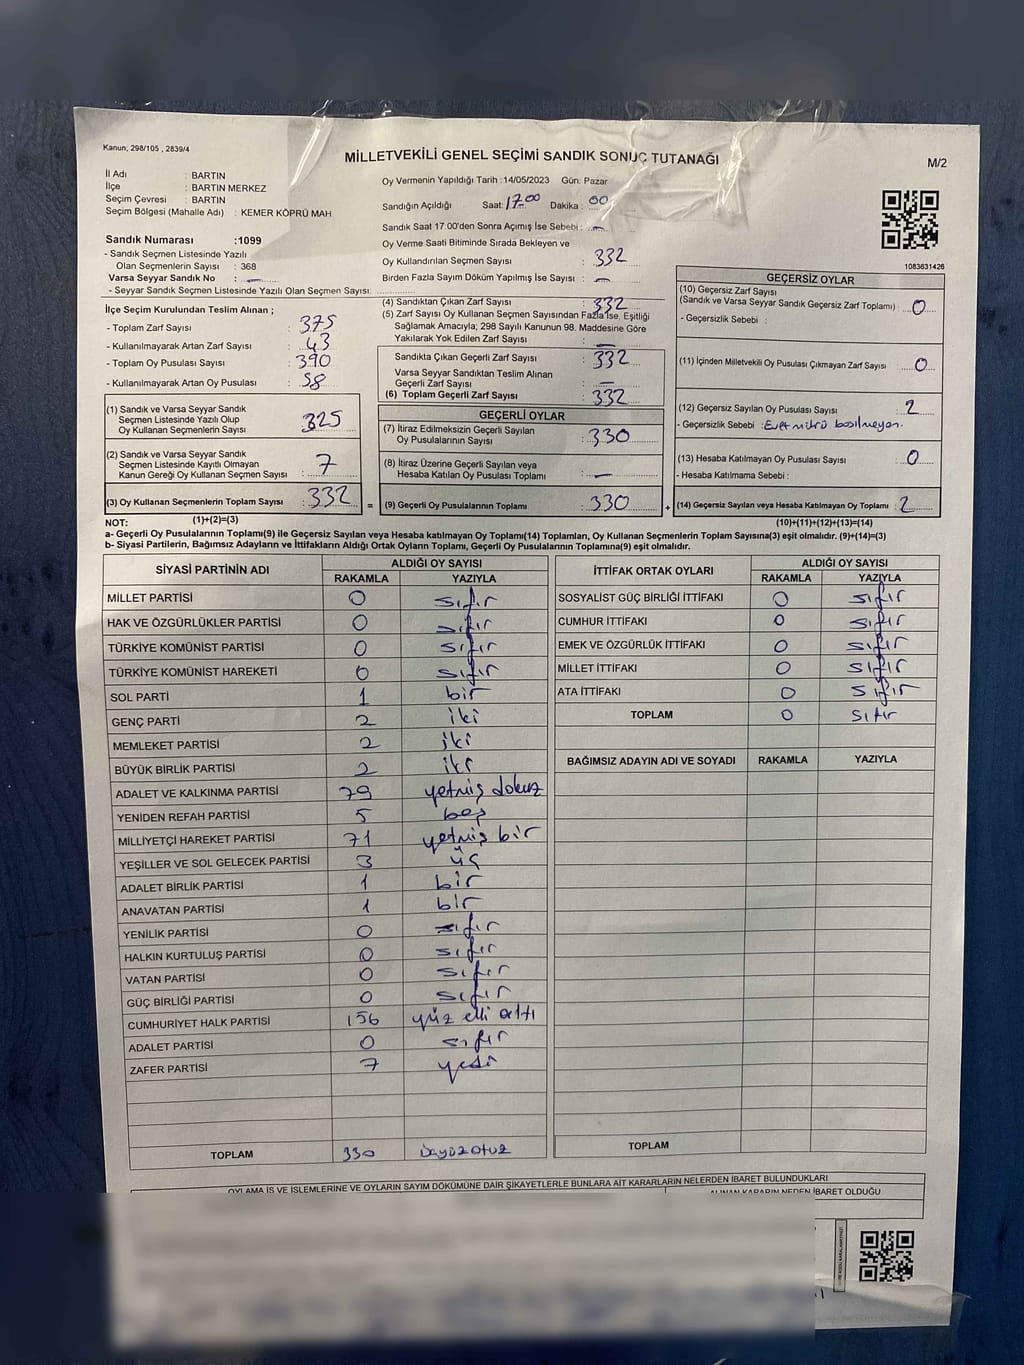 Kanun; 298/105 , 2839/4
MİLLETVEKİLİ GENEL SEÇİMİ SANDIK SONUÇ TUTANAĞI
M/2
İl Adı : BARTIN
İlçe : BARTIN MERKEZ
Seçim Çevresi : BARTIN
Seçim Bölgesi (Mahalle Adı) : KEMER KÖPRÜ MAH
Sandık Numarası :1099
- Sandık Seçmen Listesinde Yazılı
Olan Seçmenlerin Sayısı : 368
Varsa Seyyar Sandık No : —
- Seyyar Sandık Seçmen Listesinde Yazılı Olan Seçmen Sayısı:
Oy Vermenin Yapıldığı Tarih :14/05/2023 Gün: Pazar
Sandığın Açıldığı Saat: 17.00 Dakika : 00
Sandık Saat 17:00'den Sonra Açımış İse Sebebi : —
Oy Verme Saati Bitiminde Sırada Bekleyen ve
Oy Kullandırılan Seçmen Sayısı : 332
Birden Fazla Sayım Döküm Yapılmış İse Sayısı : —
1083631426
İlçe Seçim Kurulundan Teslim Alınan ;
- Toplam Zarf Sayısı : 375
- Kullanılmayarak Artan Zarf Sayısı : 43
- Toplam Oy Pusulası Sayısı : 390
- Kullanılmayarak Artan Oy Pusulası : 58
(1) Sandık ve Varsa Seyyar Sandık
Seçmen Listesinde Yazılı Olup
Oy Kullanan Seçmenlerin Sayısı : 325
(2) Sandık ve Varsa Seyyar Sandık
Seçmen Listesinde Kayıtlı Olmayan
Kanun Gereği Oy Kullanan Seçmen Sayısı : 7
(3) Oy Kullanan Seçmenlerin Toplam Sayısı : 332
(1)+(2)=(3)
(4) Sandıktan Çıkan Zarf Sayısı : 332
(5) Zarf Sayısı Oy Kullanan Seçmen Sayısından Fazla İse, Eşitliği
Sağlamak Amacıyla; 298 Sayılı Kanunun 98. Maddesine Göre
Yakılarak Yok Edilen Zarf Sayısı : —
Sandıkta Çıkan Geçerli Zarf Sayısı : 332
Varsa Seyyar Sandıktan Teslim Alınan
Geçerli Zarf Sayısı : —
(6) Toplam Geçerli Zarf Sayısı : 332
GEÇERLİ OYLAR
(7) İtiraz Edilmeksizin Geçerli Sayılan
Oy Pusulalarının Sayısı : 330
(8) İtiraz Üzerine Geçerli Sayılan veya
Hesaba Katılan Oy Pusulası Toplamı : —
= (9) Geçerli Oy Pusulalarının Toplamı : 330
GEÇERSİZ OYLAR
(10) Geçersiz Zarf Sayısı
(Sandık ve Varsa Seyyar Sandık Geçersiz Zarf Toplamı) : 0
- Geçersizlik Sebebi :
(11) İçinden Milletvekili Oy Pusulası Çıkmayan Zarf Sayısı : 0
(12) Geçersiz Sayılan Oy Pusulası Sayısı : 2
- Geçersizlik Sebebi : Evet mührü basılmayan.
(13) Hesaba Katılmayan Oy Pusulası Sayısı : 0
- Hesaba Katılmama Sebebi :
+ (14) Geçersiz Sayılan veya Hesaba Katılmayan Oy Toplamı : 2
(10)+(11)+(12)+(13)=(14)
NOT:
a- Geçerli Oy Pusulalarının Toplamı(9) ile Geçersiz Sayılan veya Hesaba katılmayan Oy Toplamı(14) Toplamları, Oy Kullanan Seçmenlerin Toplam Sayısına(3) eşit olmalıdır. (9)+(14)=(3)
b- Siyasi Partilerin, Bağımsız Adayların ve İttifakların Aldığı Ortak Oyların Toplamı, Geçerli Oy Pusulalarının Toplamına(9) eşit olmalıdır.
SİYASİ PARTİNİN ADI ALDIĞI OY SAYISI
RAKAMLA YAZIYLA
MİLLET PARTİSİ 0 sıfır
HAK VE ÖZGÜRLÜKLER PARTİSİ 0 sıfır
TÜRKİYE KOMÜNİST PARTİSİ 0 sıfır
TÜRKİYE KOMÜNİST HAREKETİ 0 sıfır
SOL PARTİ 1 bir
GENÇ PARTİ 2 iki
MEMLEKET PARTİSİ 2 iki
BÜYÜK BİRLİK PARTİSİ 2 iki
ADALET VE KALKINMA PARTİSİ 79 yetmiş dokuz
YENİDEN REFAH PARTİSİ 5 beş
MİLLİYETÇİ HAREKET PARTİSİ 71 yetmiş bir
YEŞİLLER VE SOL GELECEK PARTİSİ 3 üç
ADALET BİRLİK PARTİSİ 1 bir
ANAVATAN PARTİSİ 1 bir
YENİLİK PARTİSİ 0 sıfır
HALKIN KURTULUŞ PARTİSİ 0 sıfır
VATAN PARTİSİ 0 sıfır
GÜÇ BİRLİĞİ PARTİSİ 0 sıfır
CUMHURİYET HALK PARTİSİ 156 yüz elli altı
ADALET PARTİSİ 0 sıfır
ZAFER PARTİSİ 7 yedi
TOPLAM 330 üçyüzotuz
İTTİFAK ORTAK OYLARI ALDIĞI OY SAYISI
RAKAMLA YAZIYLA
SOSYALİST GÜÇ BİRLİĞİ İTTİFAKI 0 sıfır
CUMHUR İTTİFAKI 0 sıfır
EMEK VE ÖZGÜRLÜK İTTİFAKI 0 sıfır
MİLLET İTTİFAKI 0 sıfır
ATA İTTİFAKI 0 sıfır
TOPLAM 0 sıfır
BAĞIMSIZ ADAYIN ADI VE SOYADI RAKAMLA YAZIYLA
TOPLAM
OYLAMA İŞ VE İŞLEMLERİNE VE OYLARIN SAYIM DÖKÜMÜNE DAİR ŞİKAYETLERLE BUNLARA AİT KARARLARIN NELERDEN İBARET BULUNDUKLARI
ALINAN KARARIN NEDEN İBARET OLDUĞU